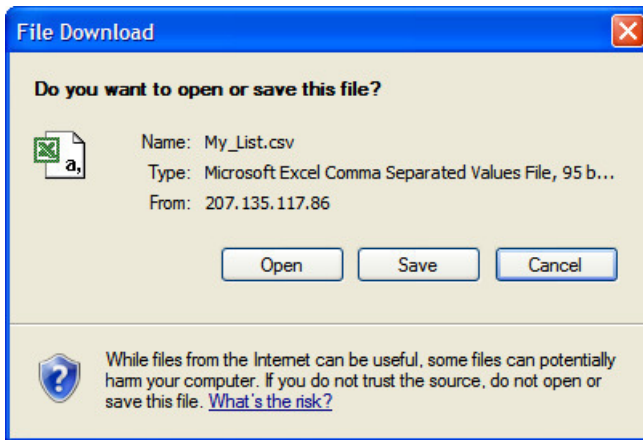 File Download
Do you want to open or save this file?
Name: My_List.csv
Type: Microsoft Excel Comma Separated Values File, 95 b...
From: 207.135.117.86
Open Save Cancel
While files from the Internet can be useful, some files can potentially
harm your computer. If you do not trust the source, do not open or
save this file. What's the risk?